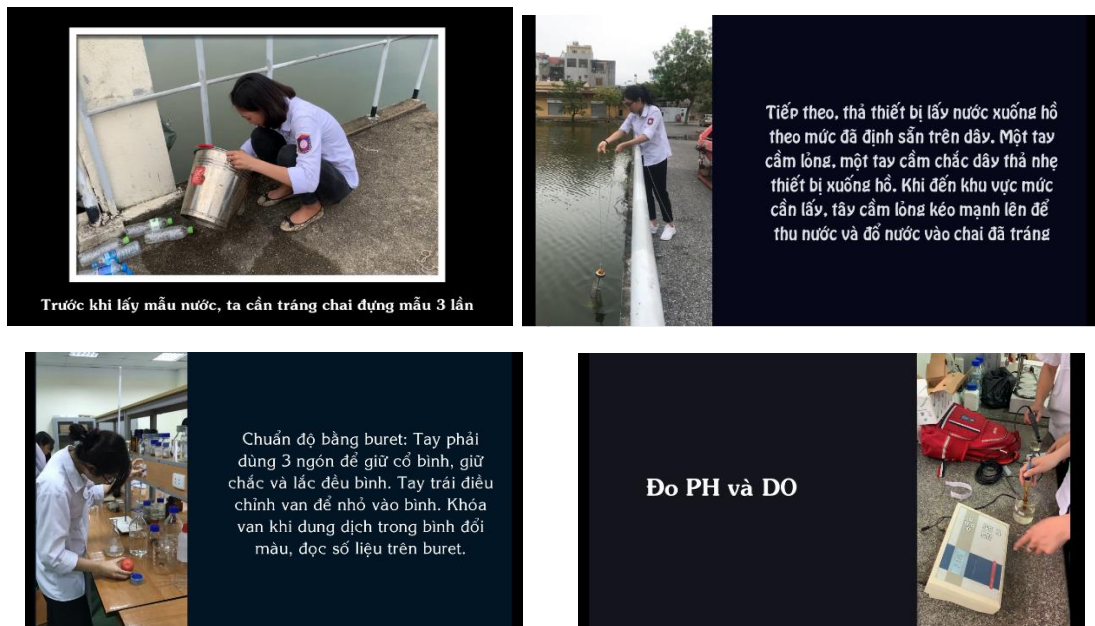 Trước khi lấy mẫu nước, ta cần tráng chai đựng mẫu 3 lần
Tiếp theo, thả thiết bị lấy nước xuống hồ
theo mức đã định sẵn trên dây. Một tay
cầm lỏng, một tay cầm chắc dây thả nhẹ
thiết bị xuống hồ. Khi đến khu vực mức
cần lấy, tây cầm lỏng kéo mạnh lên để
thu nước và đổ nước vào chai đã tráng
Chuẩn độ bằng buret: Tay phải
dùng 3 ngón để giữ cổ bình, giữ
chắc và lắc đều bình. Tay trái điều
chỉnh van để nhỏ vào bình. Khóa
van khi dung dịch trong bình đổi
màu, đọc số liệu trên buret.
Đo PH và DO